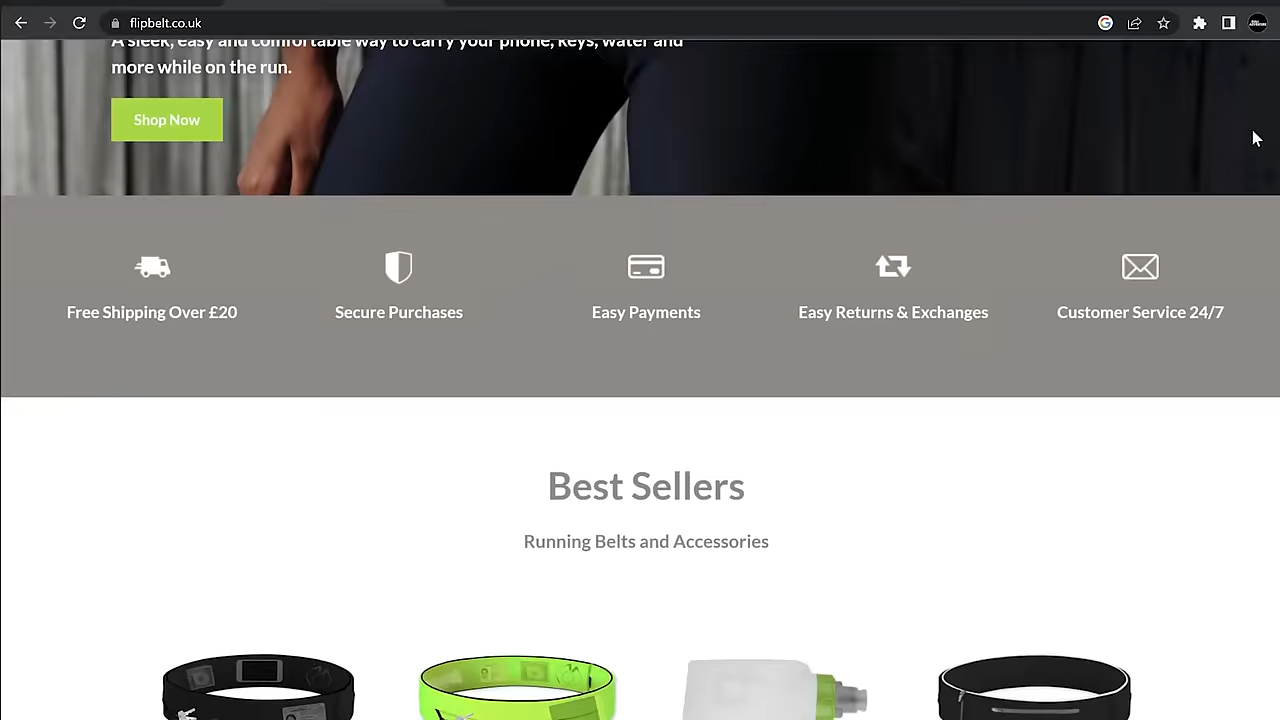 flipbelt.co.uk
A sleek, easy and comfortable way to carry your phone, keys, water and
more while on the run.
Shop Now
Free Shipping Over £20
Secure Purchases
Easy Payments
Easy Returns & Exchanges
Customer Service 24/7
Best Sellers
Running Belts and Accessories